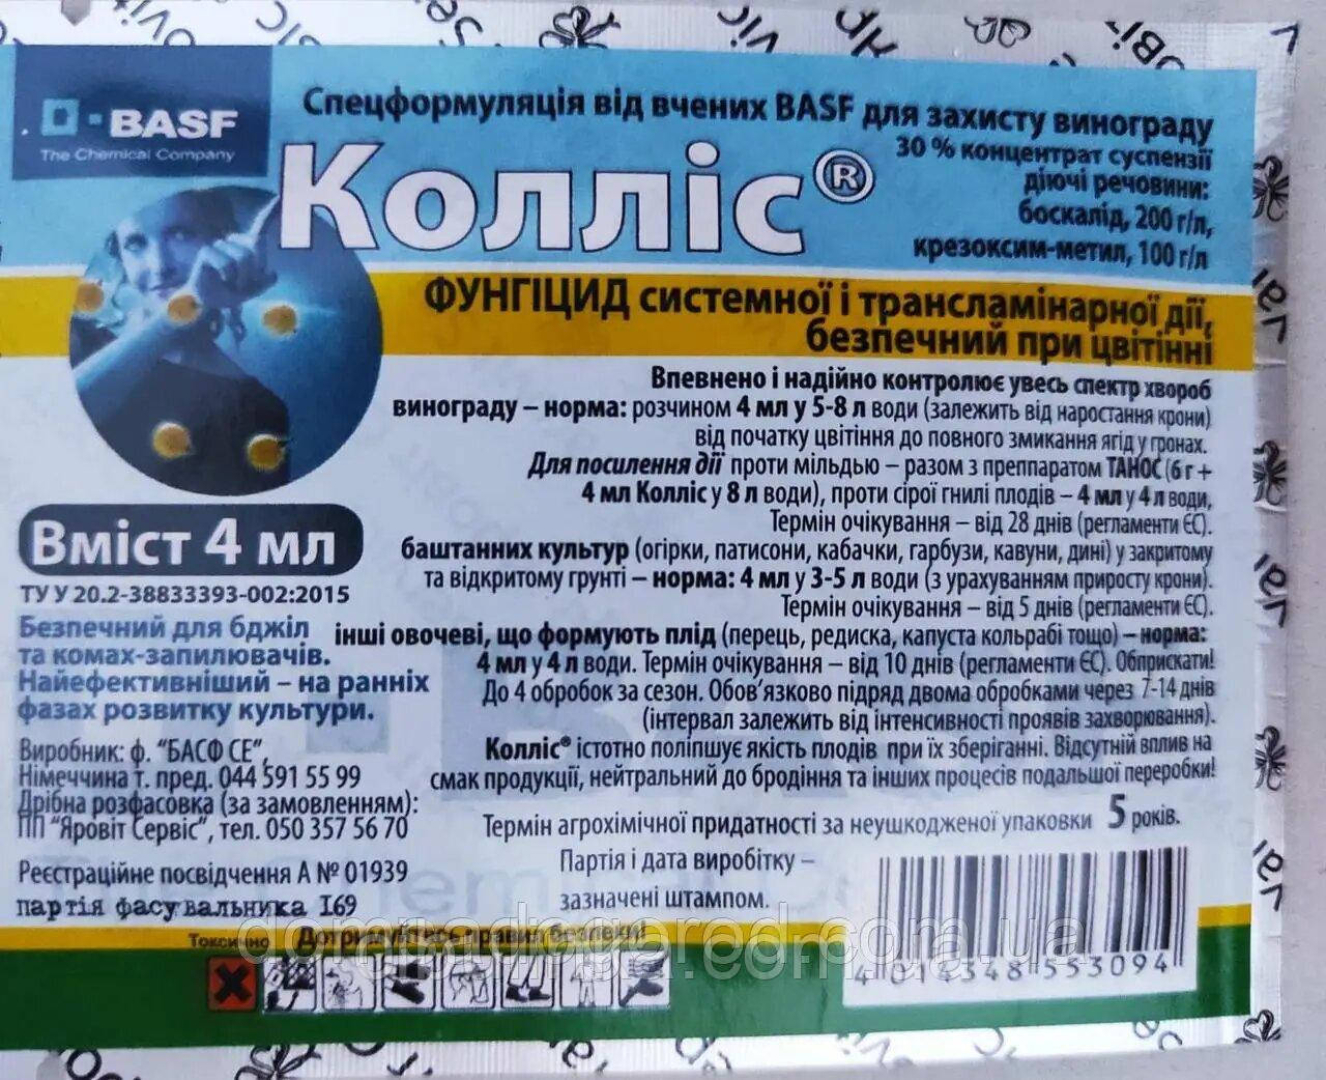 BASF
The Chemical Company
Спецформуляція від вчених BASF для захисту винограду
Колліс®
30 % концентрат суспензії
діючі речовини:
боскалід, 200 г/л,
крезоксим-метил, 100 г/л
ФУНГІЦИД системної і трансламінарної дії,
безпечний при цвітінні
Впевнено і надійно контролює увесь спектр хвороб
винограду – норма: розчином 4 мл у 5-8 л води (залежить від наростання крони)
від початку цвітіння до повного змикання ягід у гронах.
Для посилення дії проти мільдью – разом з преппаратом ТАНОС (6 г +
4 мл Колліс у 8 л води), проти сірої гнилі плодів – 4 мл у 4 л води,
Термін очікування – від 28 днів (регламенти ЄС).
баштанних культур (огірки, патисони, кабачки, гарбузи, кавуни, дині) у закритому
та відкритому ґрунті – норма: 4 мл у 3-5 л води (з урахуванням приросту крони).
Термін очікування – від 5 днів (регламенти ЄС).
інші овочеві, що формують плід (перець, редиска, капуста кольрабі тощо) – норма:
4 мл у 4 л води. Термін очікування – від 10 днів (регламенти ЄС). Обприскати!
До 4 обробок за сезон. Обов'язково підряд двома обробками через 7-14 днів
(інтервал залежить від інтенсивності проявів захворювання).
Колліс® істотно поліпшує якість плодів при їх зберіганні. Відсутній вплив на
смак продукції, нейтральний до бродіння та інших процесів подальшої переробки!
Термін агрохімічної придатності за неушкодженої упаковки 5 років.
Партія і дата виробітку –
зазначені штампом.
Вміст 4 мл
ТУ У 20.2-38833393-002:2015
Безпечний для бджіл
та комах-запилювачів.
Найефективніший – на ранніх
фазах розвитку культури.
Виробник: ф. "БАСФ СЕ",
Німеччина т. пред. 044 591 55 99
Дрібна розфасовка (за замовленням):
ПП "Яровіт Сервіс", тел. 050 357 56 70
Реєстраційне посвідчення А № 01939
партія фасувальника І69
Токсично
Дотримуйтесь правил безпеки!
4 014348 553094